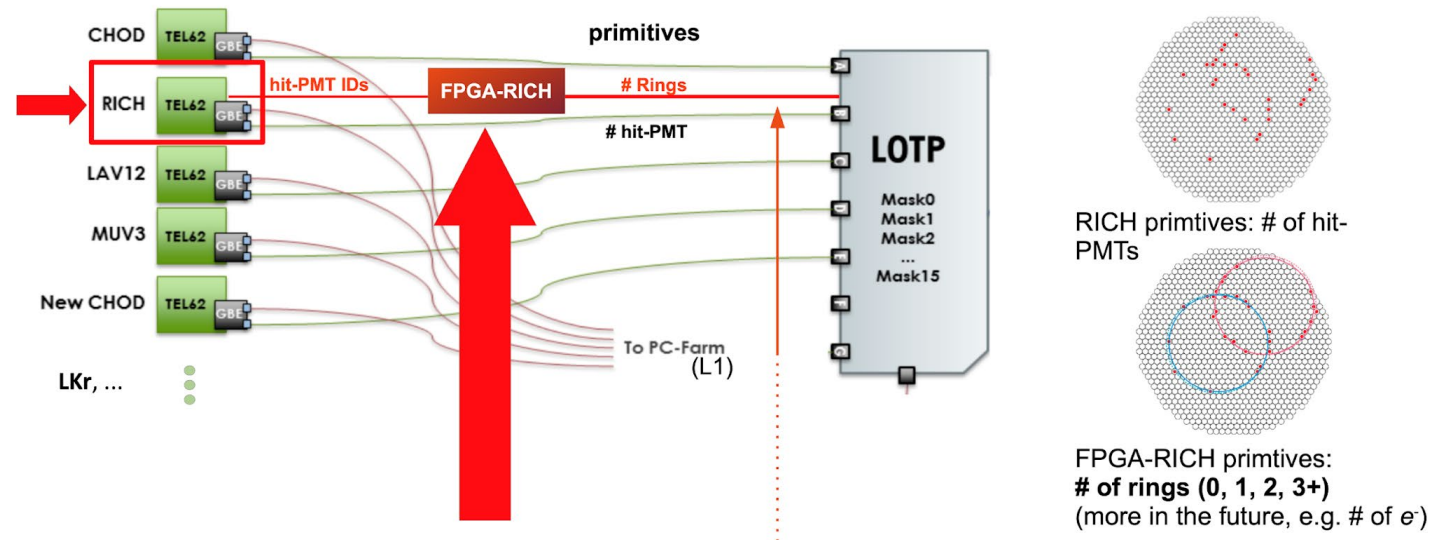 CHOD
TEL62
GBE
primitives
RICH
TEL62
GBE
hit-PMT IDs
FPGA-RICH
# Rings
# hit-PMT
LAV12
TEL62
GBE
MUV3
TEL62
GBE
New CHOD
TEL62
GBE
LKr, ...
To PC-Farm
(L1)
A
E
F
G
L0TP
Mask0
Mask1
Mask2
...
Mask15
RICH primtives: # of hit-
PMTs
FPGA-RICH primtives:
# of rings (0, 1, 2, 3+)
(more in the future, e.g. # of e⁻)